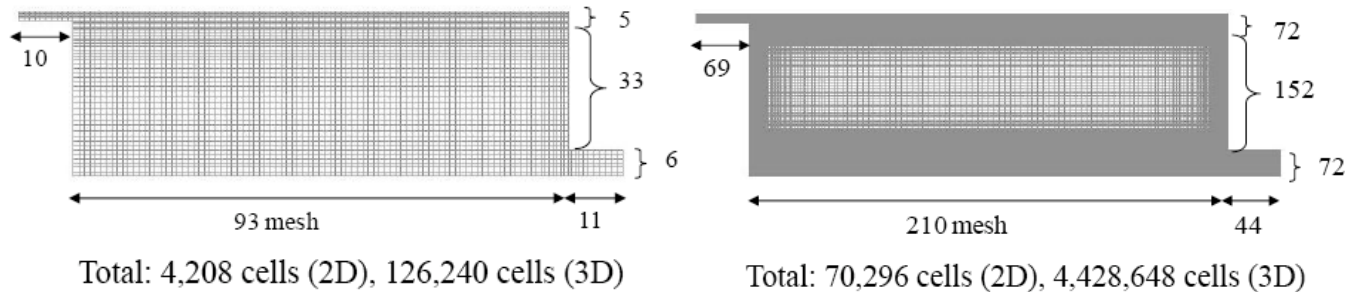 5
10
33
6
93 mesh
11
Total: 4,208 cells (2D), 126,240 cells (3D)
72
69
152
72
210 mesh
44
Total: 70,296 cells (2D), 4,428,648 cells (3D)